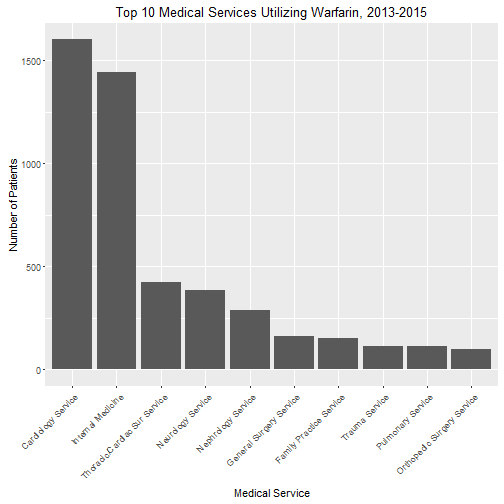 Top 10 Medical Services Utilizing Warfarin, 2013-2015
Number of Patients
1500
1000
500
0
Cardiology Service
Internal Medicine
Thoracic/Cardiac Sur Service
Neurology Service
Nephrology Service
General Surgery Service
Family Practice Service
Trauma Service
Pulmonary Service
Orthopedic Surgery Service
Medical Service